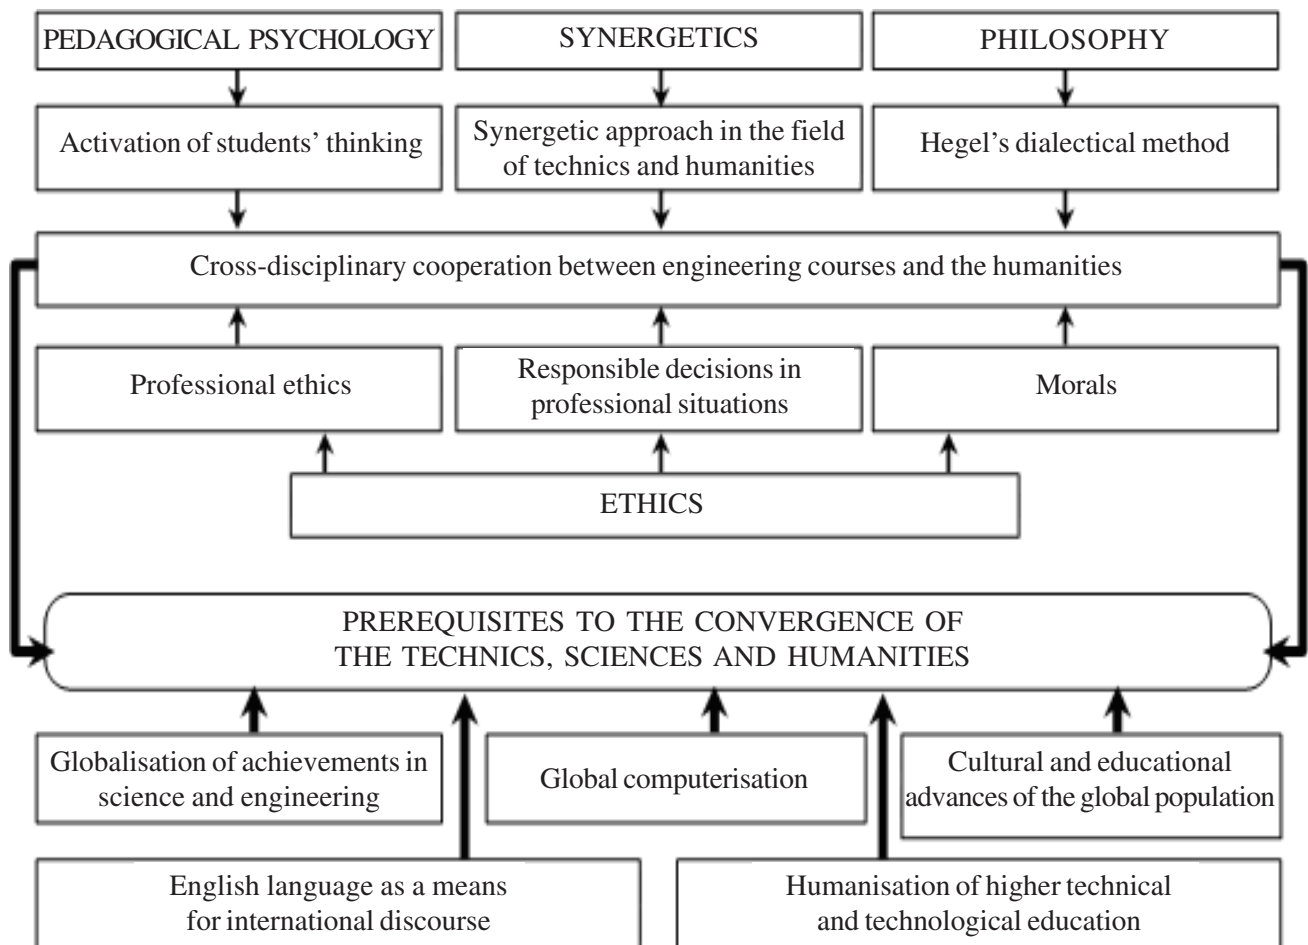 PEDAGOGICAL PSYCHOLOGY
SYNERGETICS
PHILOSOPHY
Activation of students’ thinking
Synergetic approach in the field
of technics and humanities
Hegel’s dialectical method
Cross-disciplinary cooperation between engineering courses and the humanities
Professional ethics
Responsible decisions in
professional situations
Morals
ETHICS
PREREQUISITES TO THE CONVERGENCE OF
THE TECHNICS, SCIENCES AND HUMANITIES
Globalisation of achievements in
science and engineering
Global computerisation
Cultural and educational
advances of the global population
English language as a means
for international discourse
Humanisation of higher technical
and technological education